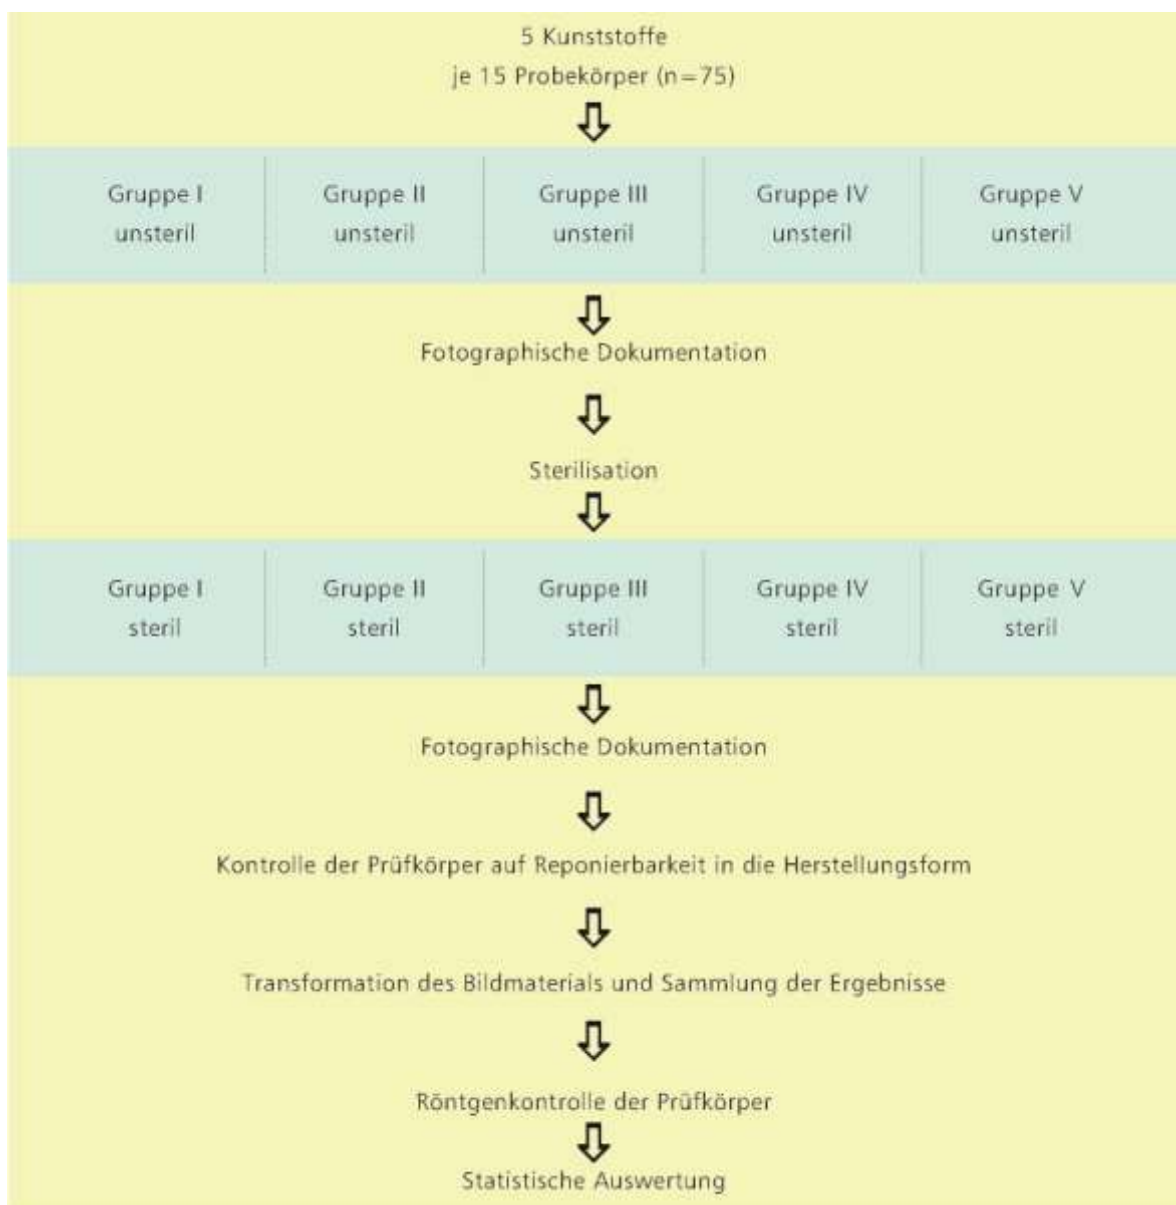 5 Kunststoffe
je 15 Probekörper (n=75)
Gruppe I Gruppe II Gruppe III Gruppe IV Gruppe V
unsteril unsteril unsteril unsteril unsteril
Fotographische Dokumentation
Sterilisation
Gruppe I Gruppe II Gruppe III Gruppe IV Gruppe V
steril steril steril steril steril
Fotographische Dokumentation
Kontrolle der Prüfkörper auf Reponierbarkeit in die Herstellungsform
Transformation des Bildmaterials und Sammlung der Ergebnisse
Röntgenkontrolle der Prüfkörper
Statistische Auswertung